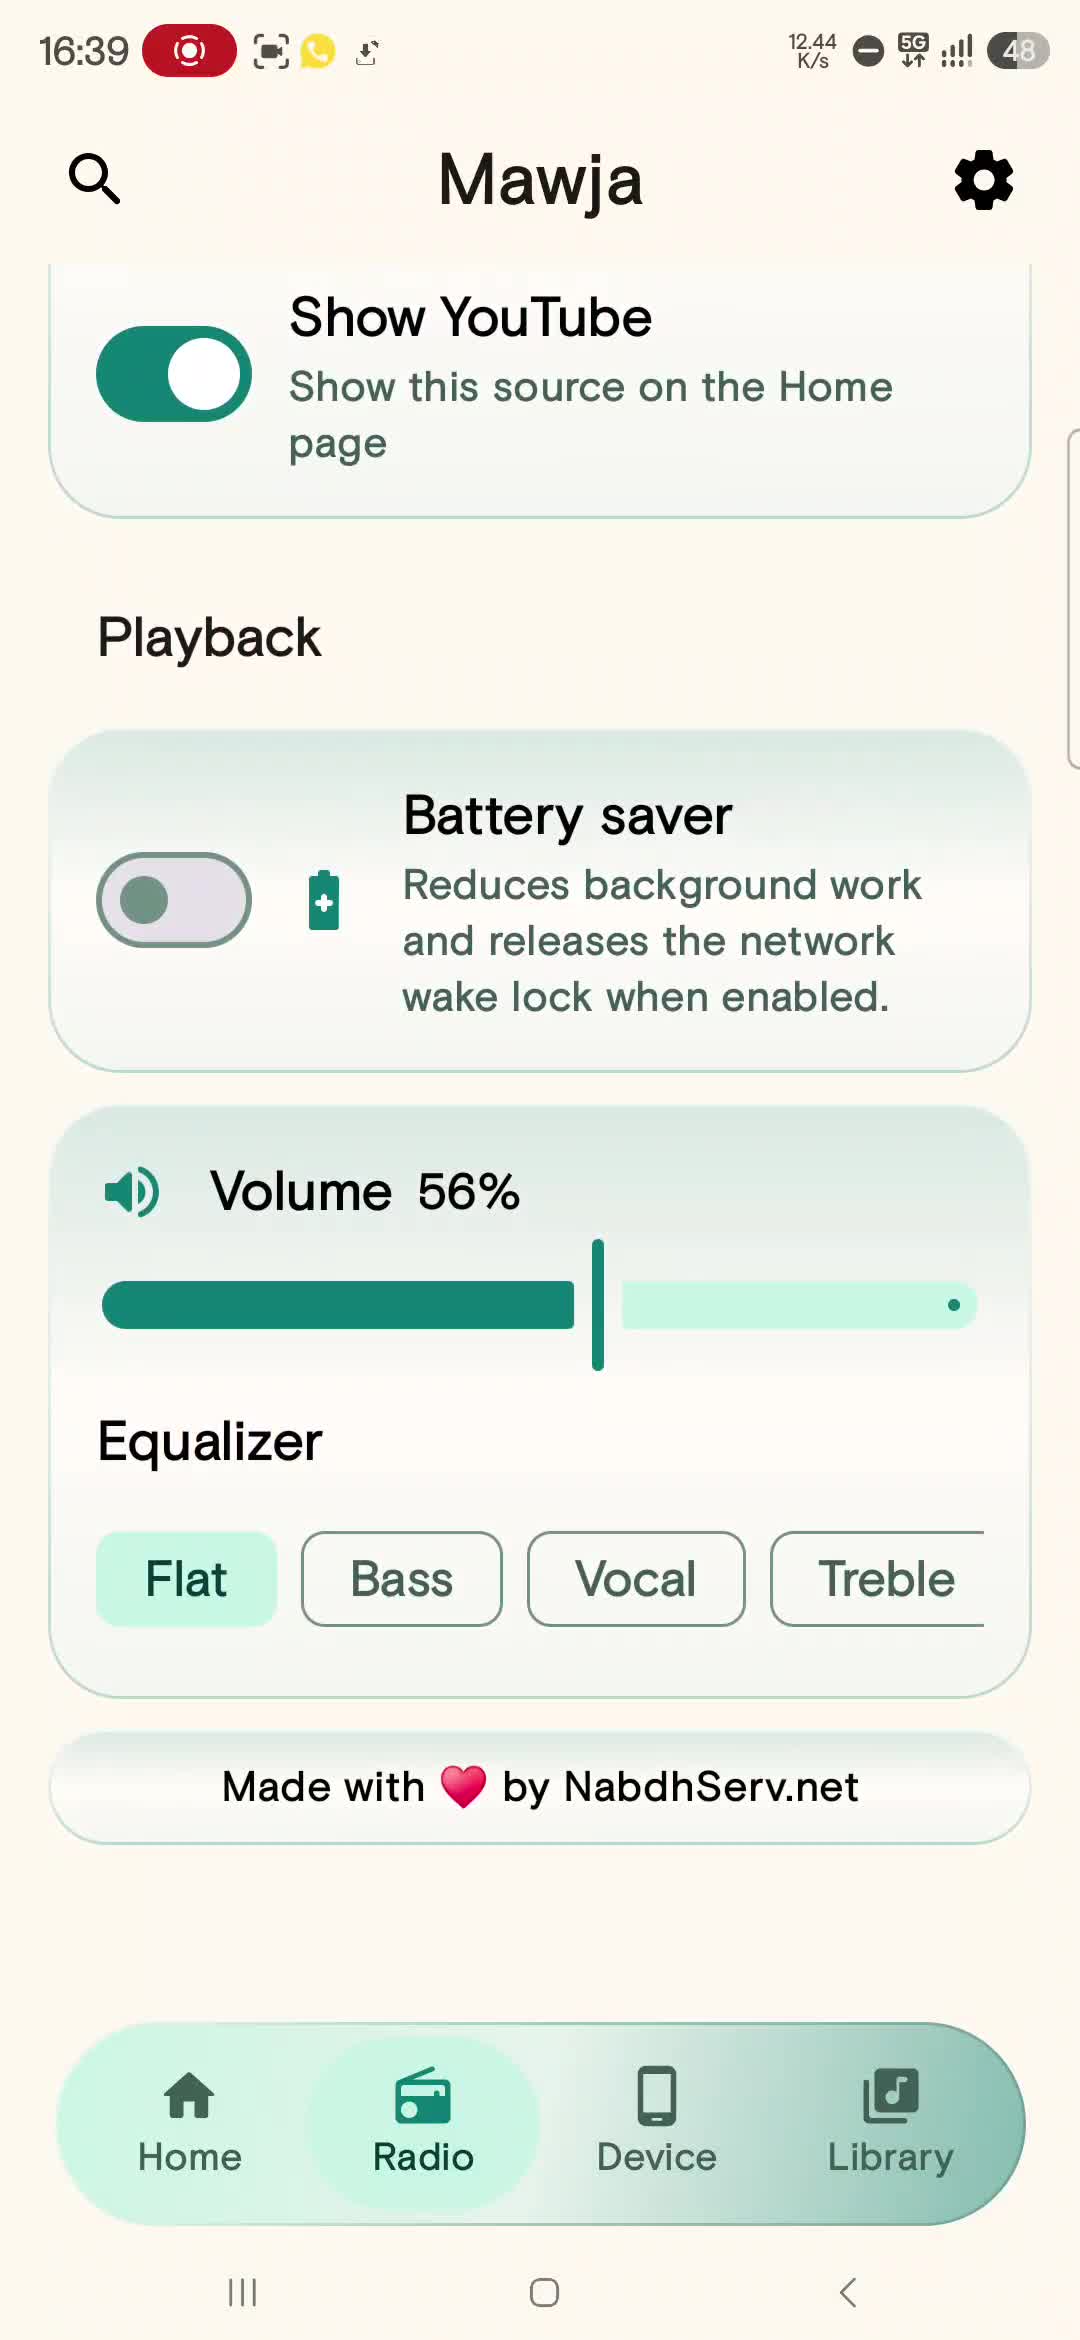 16:39
12.44
K/s
5G
48
Mawja
Show YouTube
Show this source on the Home
page
Playback
Battery saver
Reduces background work
and releases the network
wake lock when enabled.
Volume 56%
Equalizer
Flat Bass Vocal Treble
Made with ❤️ by NabdhServ.net
Home Radio Device Library